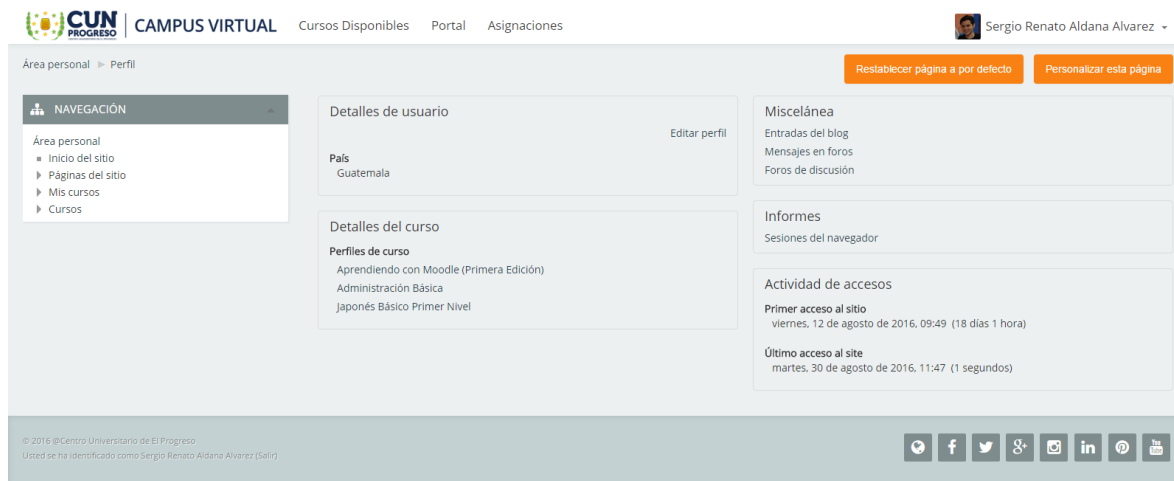 CUN PROGRESO CAMPUS VIRTUAL Cursos Disponibles Portal Asignaciones Sergio Renato Aldana Alvarez
Área personal Perfil
Restablecer página a por defecto Personalizar esta página
NAVEGACIÓN
Área personal
Inicio del sitio
Páginas del sitio
Mis cursos
Cursos
Detalles de usuario
Editar perfil
País
Guatemala
Detalles del curso
Perfiles de curso
Aprendiendo con Moodle (Primera Edición)
Administración Básica
Japonés Básico Primer Nivel
Miscelánea
Entradas del blog
Mensajes en foros
Foros de discusión
Informes
Sesiones del navegador
Actividad de accesos
Primer acceso al sitio
viernes, 12 de agosto de 2016, 09:49 (18 días 1 hora)
Último acceso al site
martes, 30 de agosto de 2016, 11:47 (1 segundos)
© 2016 @Centro Universitario de El Progreso
Usted se ha identificado como Sergio Renato Aldana Alvarez (Salir)
You Tube